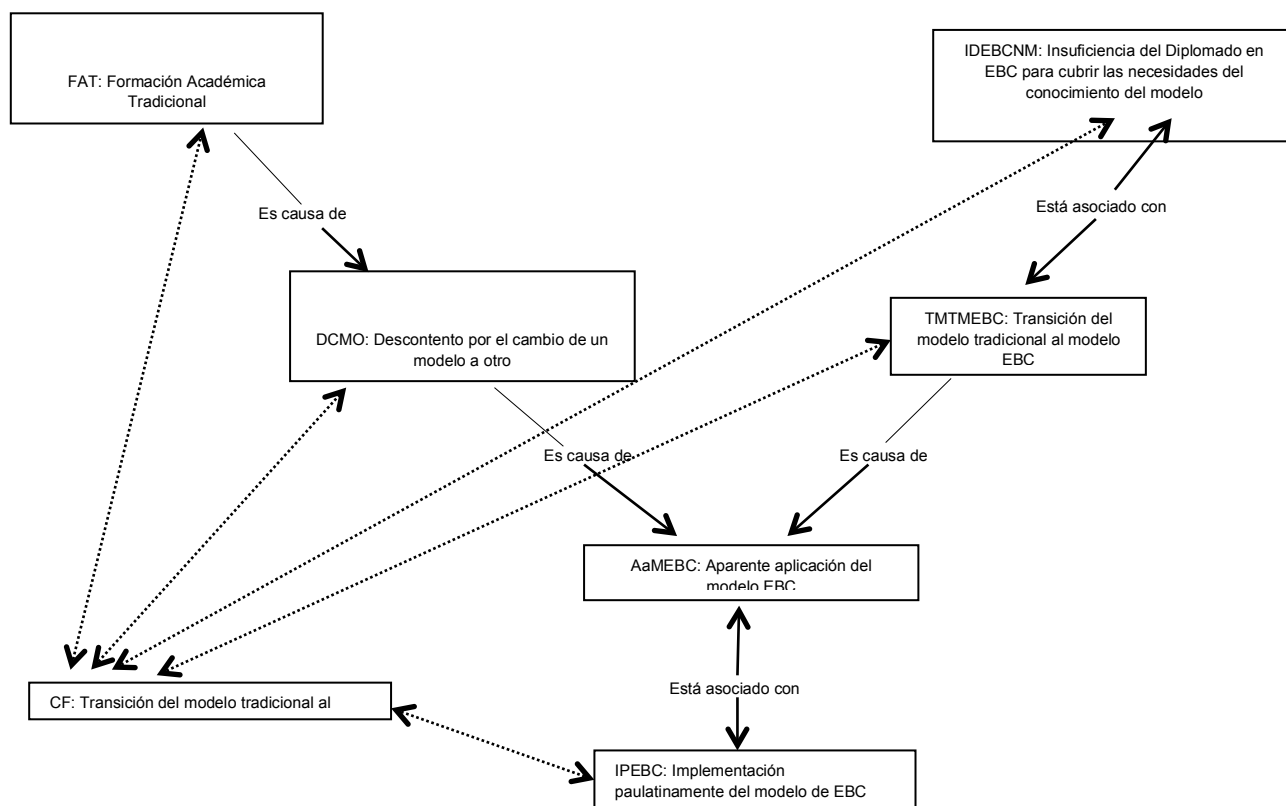 FAT: Formación Académica
Tradicional
IDEBCNM: Insuficiencia del Diplomado en
EBC para cubrir las necesidades del
conocimiento del modelo
Es causa de
Está asociado con
DCMO: Descontento por el cambio de un
modelo a otro
TMTMEBC: Transición del
modelo tradicional al modelo
EBC
Es causa de
Es causa de
AaMEBC: Aparente aplicación del
modelo EBC
Está asociado con
CF: Transición del modelo tradicional al
IPEBC: Implementación
paulatinamente del modelo de EBC